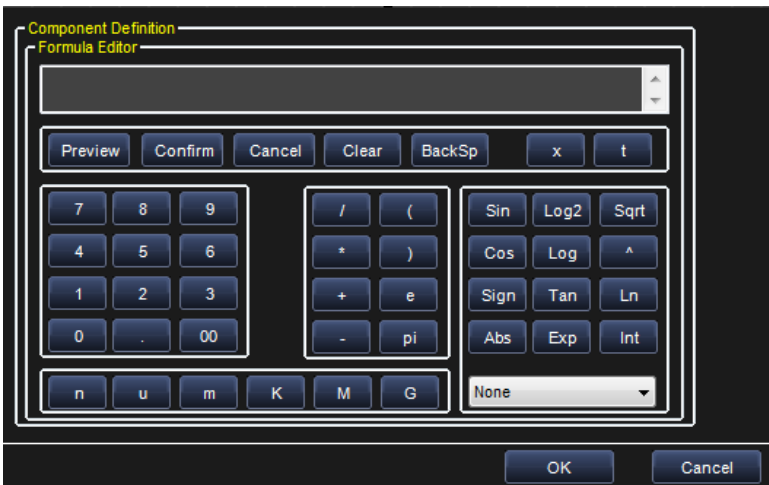 Component Definition
Formula Editor
Preview Confirm Cancel Clear BackSp x t
7 8 9 / ( Sin Log2 Sqrt
4 5 6 * ) Cos Log ^
1 2 3 + e Sign Tan Ln
0 . 00 - pi Abs Exp Int
n u m K M G None
OK Cancel